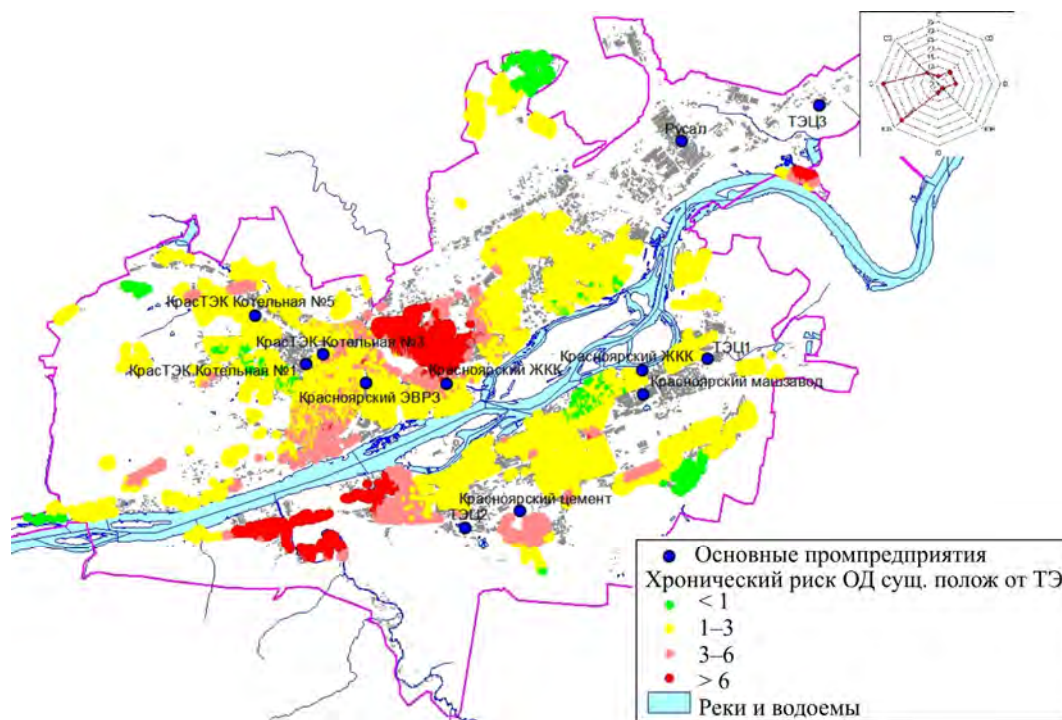 ТЭЦ3
Русал
КрасТЭК Котельная №5
КрасТЭК Котельная №3
КрасТЭК Котельная №1
Красноярский ЭВРЗ
Красноярский ЖКК
Красноярский ЖКК
ТЭЦ1
Красноярский машзавод
Красноярский цемент
ТЭЦ2
Основные промпредприятия
Хронический риск ОД сущ. полож от ТЭ
< 1
1–3
3–6
> 6
Реки и водоемы